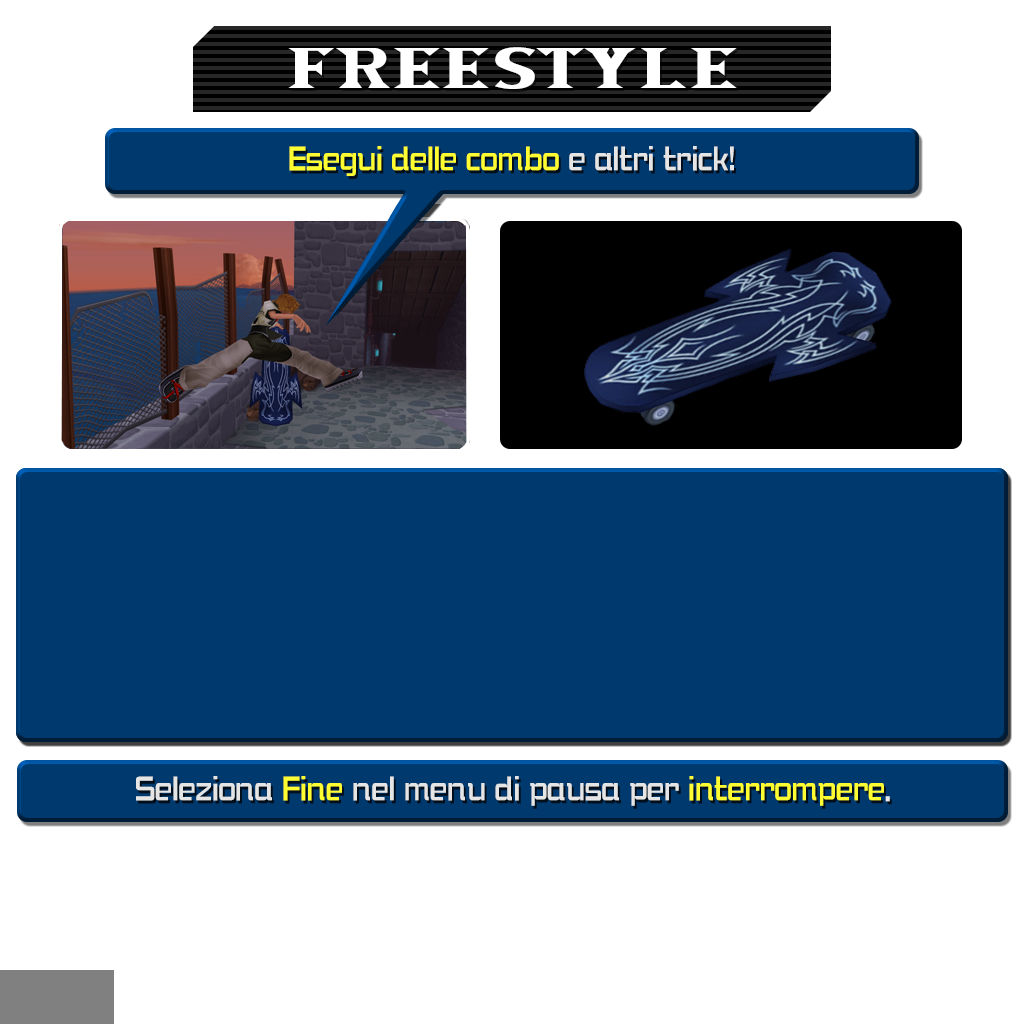 FREESTYLE
Esegui delle combo e altri trick!
Seleziona Fine nel menu di pausa per interrompere.